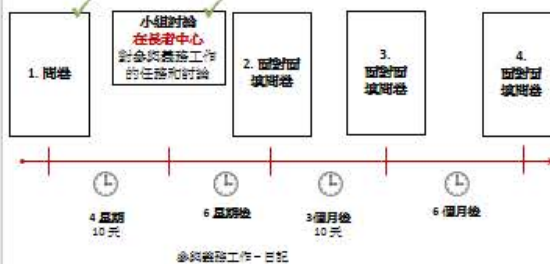 1. 問卷
小組討論
在長者中心
對參與義務工作
的任務和討論
2. 面對面
填問卷
3.
面對面
填問卷
4.
面對面
填問卷
4 星期
10 天
6 星期後
3個月後
10 天
6 個月後
參與義務工作－日記